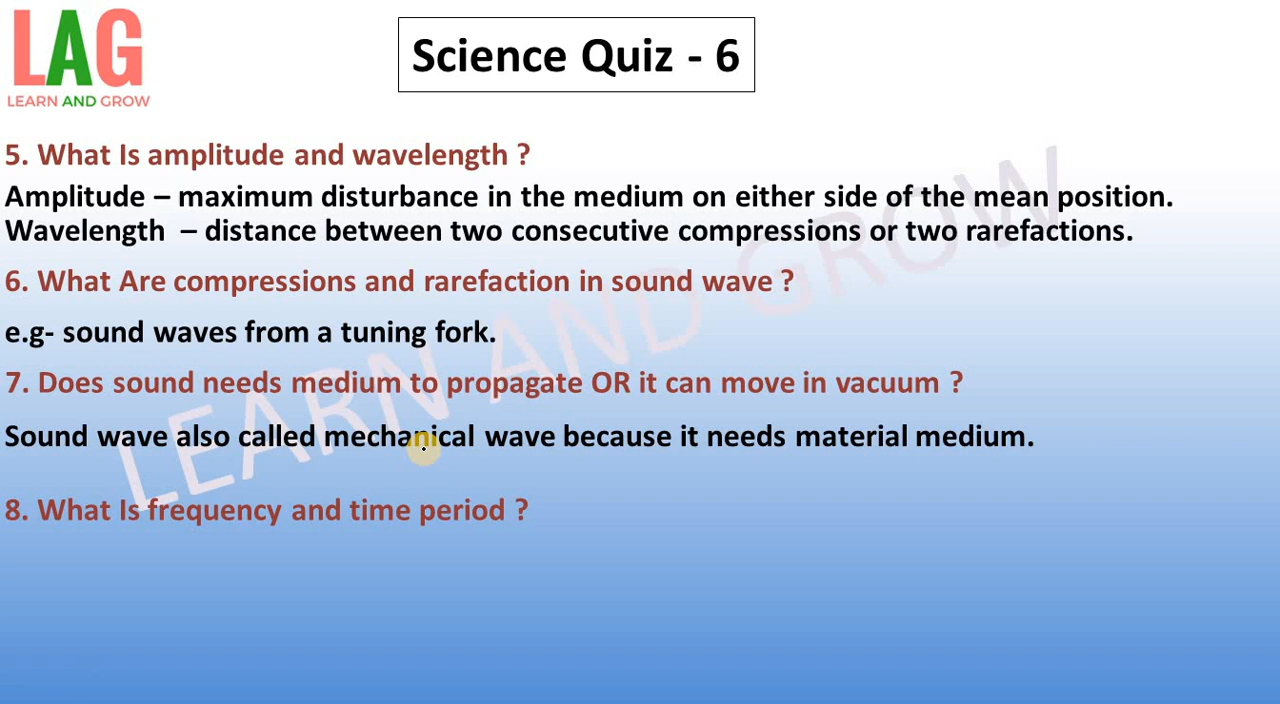 LAG
LEARN AND GROW
Science Quiz - 6
5. What Is amplitude and wavelength ?
Amplitude – maximum disturbance in the medium on either side of the mean position.
Wavelength – distance between two consecutive compressions or two rarefactions.
6. What Are compressions and rarefaction in sound wave ?
e.g- sound waves from a tuning fork.
7. Does sound needs medium to propagate OR it can move in vacuum ?
Sound wave also called mechanical wave because it needs material medium.
8. What Is frequency and time period ?
LEARN AND GROW